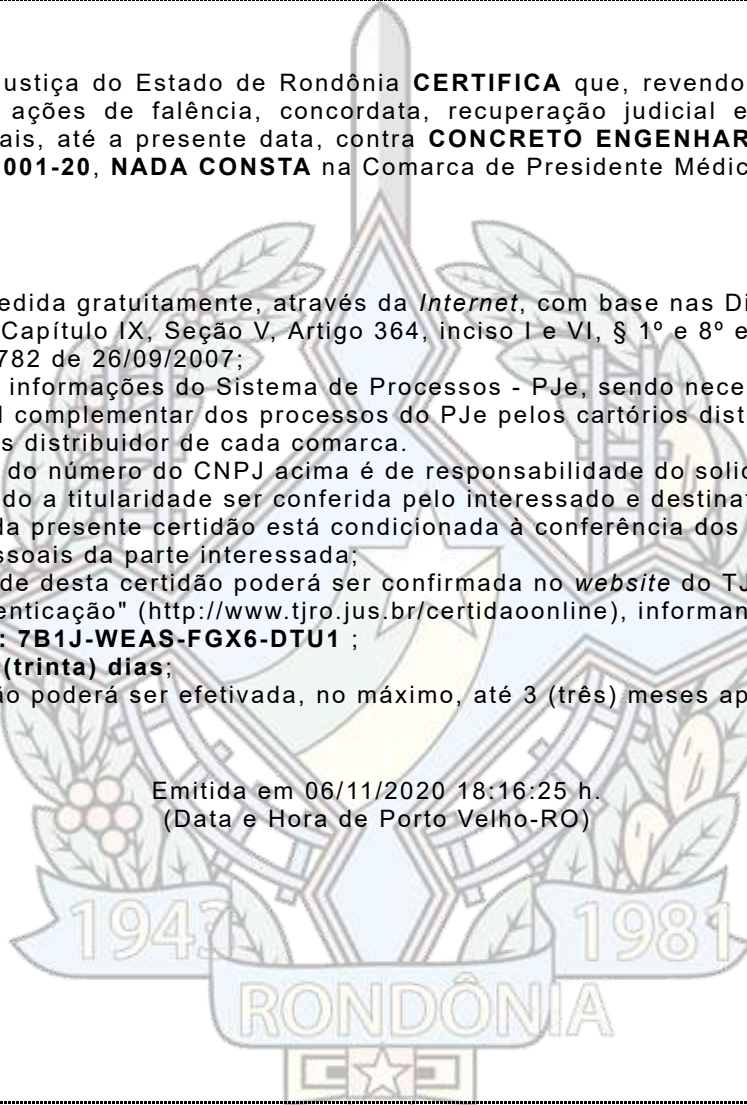 ustiça do Estado de Rondônia CERTIFICA que, revendo
ações de falência, concordata, recuperação judicial e
ais, até a presente data, contra CONCRETO ENGENHAR
001-20, NADA CONSTA na Comarca de Presidente Médic
edida gratuitamente, através da Internet, com base nas Di
Capítulo IX, Seção V, Artigo 364, inciso I e VI, § 1º e 8º e
782 de 26/09/2007;
informações do Sistema de Processos - PJe, sendo nece
l complementar dos processos do PJe pelos cartórios dist
s distribuidor de cada comarca.
do número do CNPJ acima é de responsabilidade do solic
do a titularidade ser conferida pelo interessado e destinat
da presente certidão está condicionada à conferência dos
ssoais da parte interessada;
de desta certidão poderá ser confirmada no website do TJ
enticação" (http://www.tjro.jus.br/certidaoonline), informan
: 7B1J-WEAS-FGX6-DTU1 ;
(trinta) dias;
ão poderá ser efetivada, no máximo, até 3 (três) meses ap
Emitida em 06/11/2020 18:16:25 h.
(Data e Hora de Porto Velho-RO)
1943 1981
RONDÔNIA